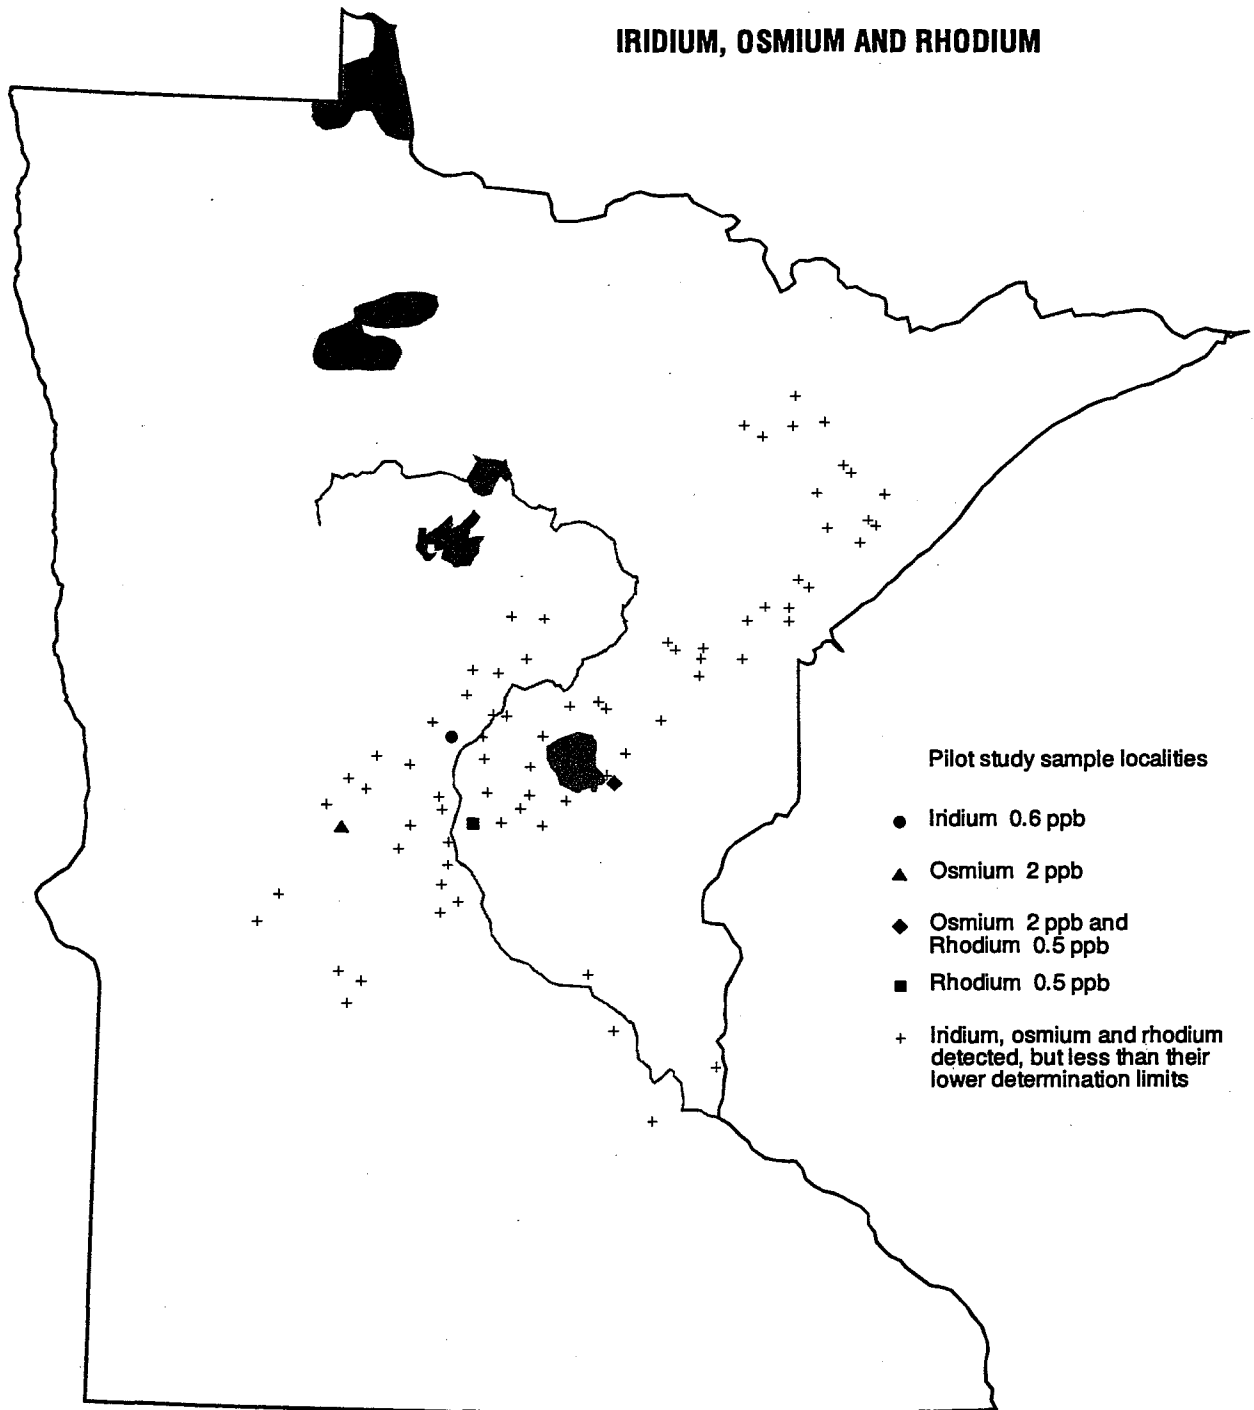 IRIDIUM, OSMIUM AND RHODIUM
Pilot study sample localities
Iridium 0.6 ppb
Osmium 2 ppb
Osmium 2 ppb and
Rhodium 0.5 ppb
Rhodium 0.5 ppb
Iridium, osmium and rhodium
detected, but less than their
lower determination limits